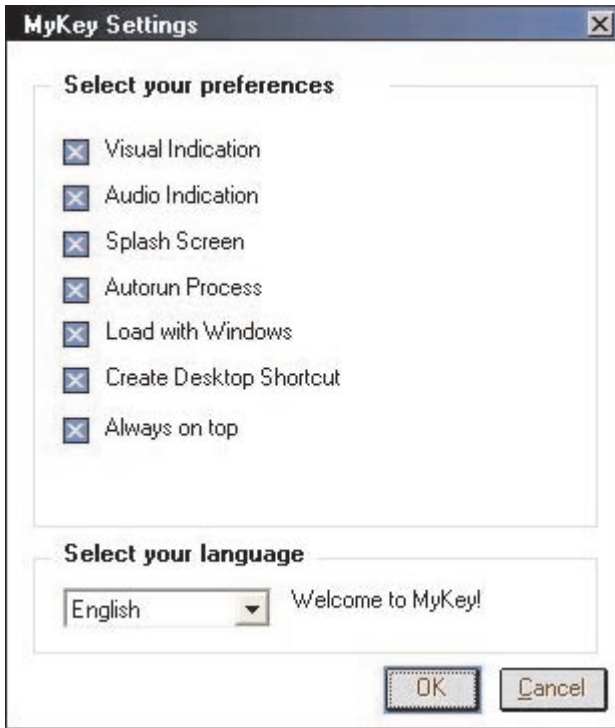 MyKey Settings
Select your preferences
Visual Indication
Audio Indication
Splash Screen
Autorun Process
Load with Windows
Create Desktop Shortcut
Always on top
Select your language
English
Welcome to MyKey!
OK
Cancel